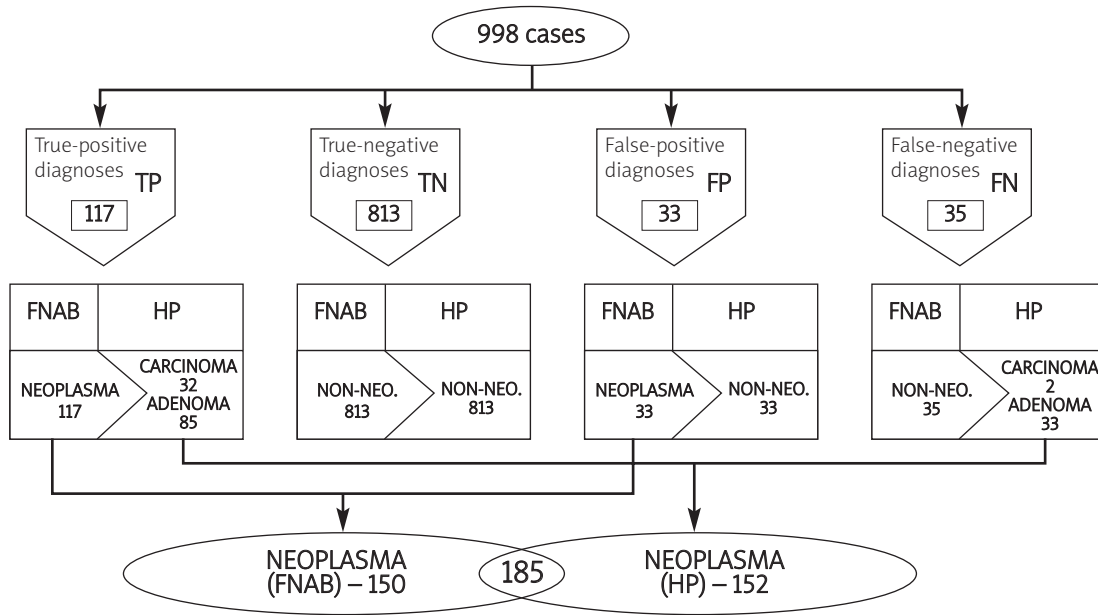 998 cases
True-positive
diagnoses TP
117
True-negative
diagnoses TN
813
False-positive
diagnoses FP
33
False-negative
diagnoses FN
35
FNAB HP
NEOPLASMA
117
CARCINOMA
32
ADENOMA
85
FNAB HP
NON-NEO.
813
NON-NEO.
813
FNAB HP
NEOPLASMA
33
NON-NEO.
33
FNAB HP
NON-NEO.
35
CARCINOMA
2
ADENOMA
33
NEOPLASMA
(FNAB) – 150
185
NEOPLASMA
(HP) – 152